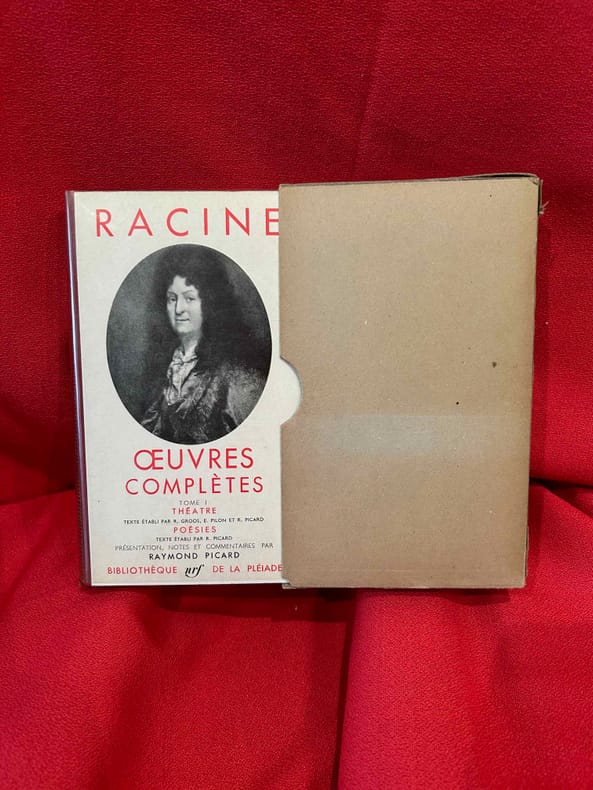 RACINE
ŒUVRES
COMPLÈTES
TOME I
THÉATRE
TEXTE ÉTABLI PAR R. GROOS, E. PILON ET R. PICARD
POÉSIES
TEXTE ÉTABLI PAR R. PICARD
PRÉSENTATION, NOTES ET COMMENTAIRES PAR
RAYMOND PICARD
BIBLIOTHÈQUE nrf DE LA PLÉIADE